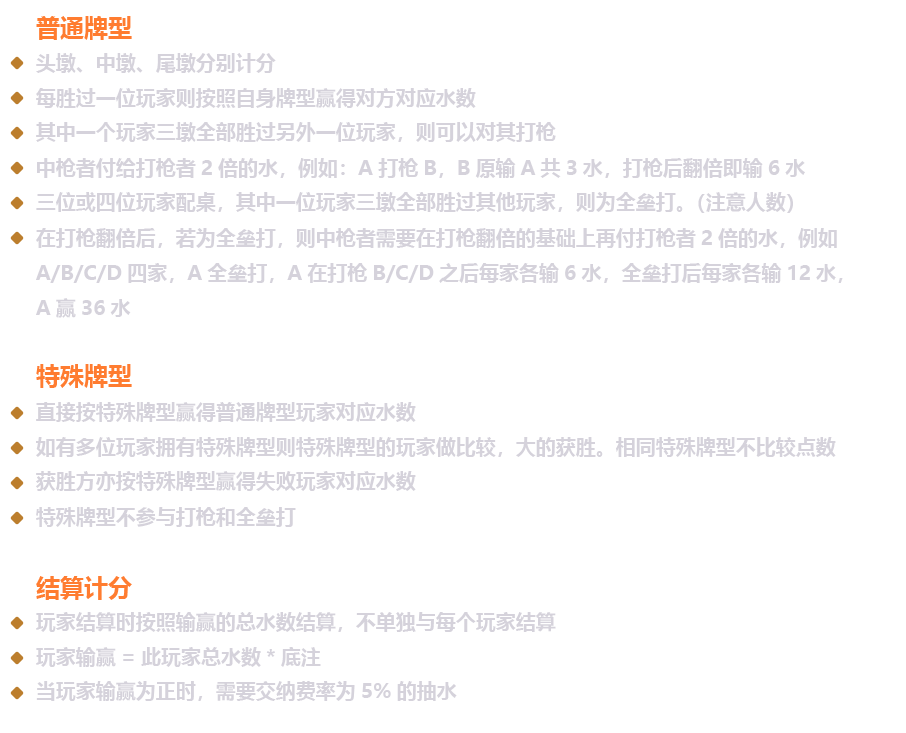 普通牌型
头墩、中墩、尾墩分别计分
每胜过一位玩家则按照自身牌型赢得对方对应水数
其中一个玩家三墩全部胜过另外一位玩家，则可以对其打枪
中枪者付给打枪者 2 倍的水，例如：A 打枪 B，B 原输 A 共 3 水，打枪后翻倍即输 6 水
三位或四位玩家配桌，其中一位玩家三墩全部胜过其他玩家，则为全垒打。（注意人数）
在打枪翻倍后，若为全垒打，则中枪者需要在打枪翻倍的基础上再付打枪者 2 倍的水，例如
A/B/C/D 四家，A 全垒打，A 在打枪 B/C/D 之后每家各输 6 水，全垒打后每家各输 12 水，
A 赢 36 水
特殊牌型
直接按特殊牌型赢得普通牌型玩家对应水数
如有多位玩家拥有特殊牌型则特殊牌型的玩家做比较，大的获胜。相同特殊牌型不比较点数
获胜方亦按特殊牌型赢得失败玩家对应水数
特殊牌型不参与打枪和全垒打
结算计分
玩家结算时按照输赢的总水数结算，不单独与每个玩家结算
玩家输赢 = 此玩家总水数 * 底注
当玩家输赢为正时，需要交纳费率为 5% 的抽水